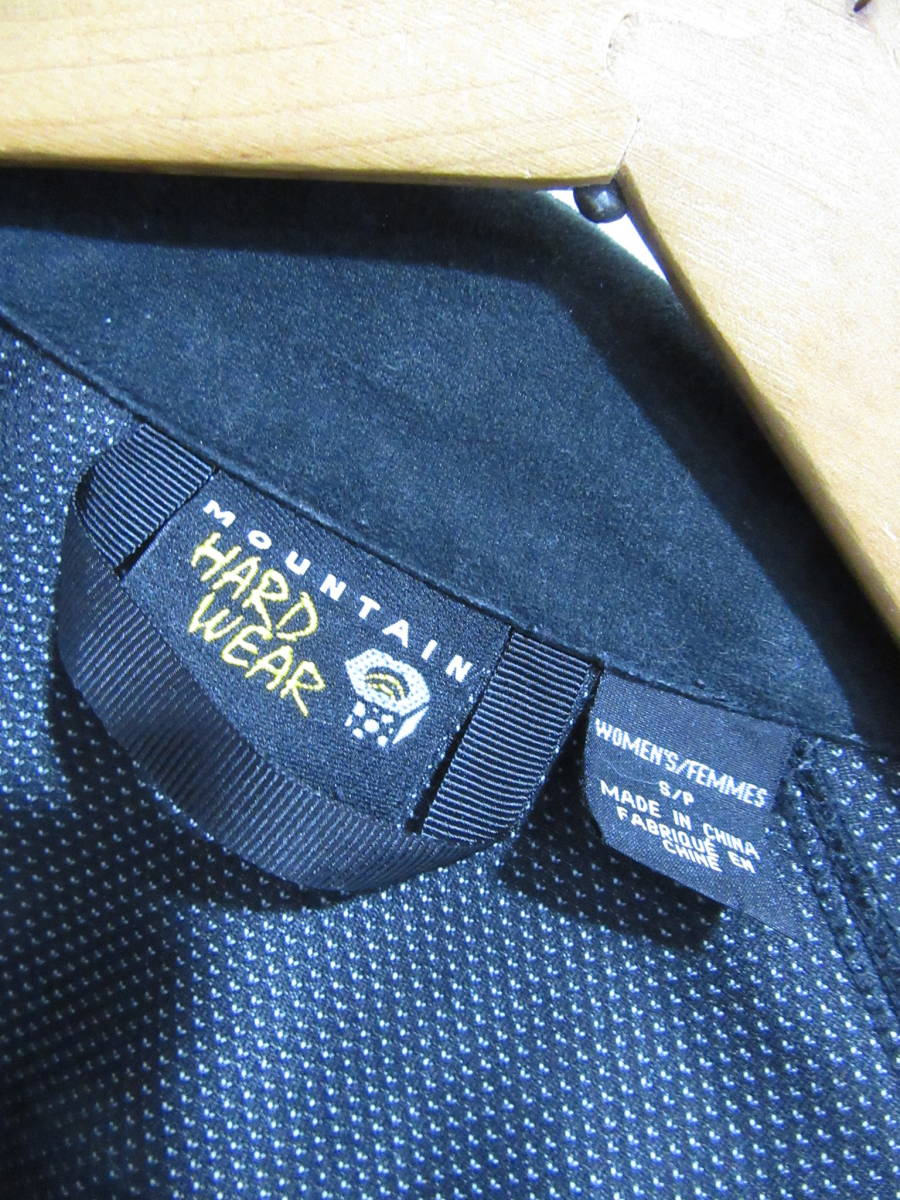 MOUNTAIN
HARD
WEAR
WOMEN'S/FEMMES
S/P
MADE IN CHINA
FABRIQUÉ EN
CHINE